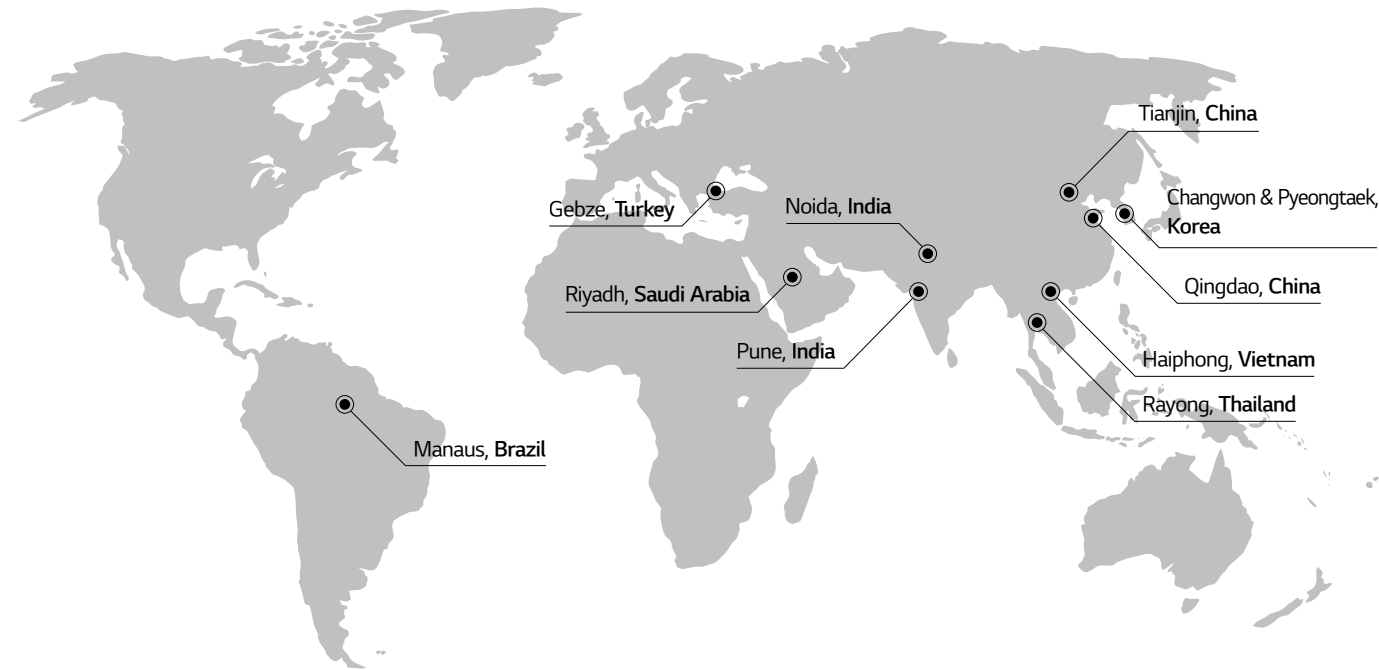 Tianjin, China
Changwon & Pyeongtaek,
Korea
Gebze, Turkey
Noida, India
Qingdao, China
Riyadh, Saudi Arabia
Pune, India
Haiphong, Vietnam
Rayong, Thailand
Manaus, Brazil